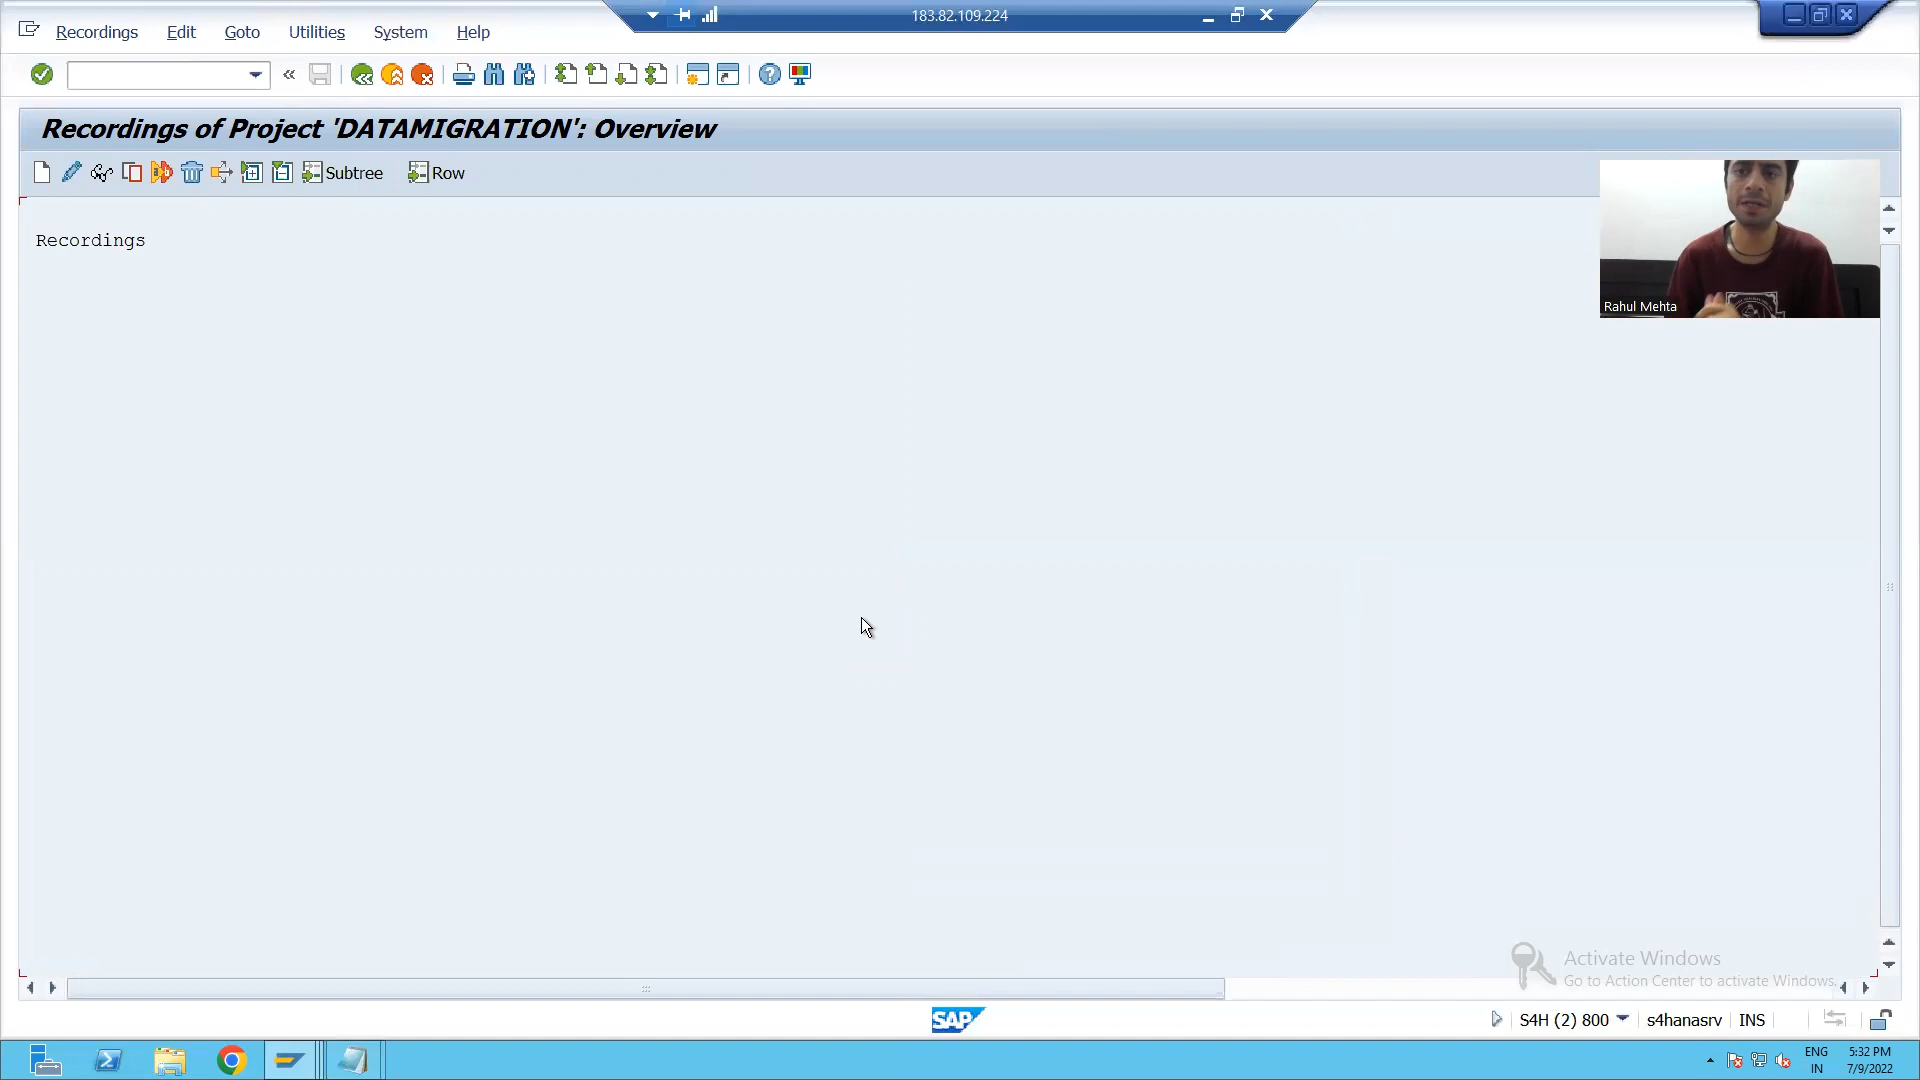 183.82.109.224
Recordings Edit Goto Utilities System Help
Recordings of Project 'DATAMIGRATION': Overview
Subtree Row
Recordings
Rahul Mehta
Activate Windows
Go to Action Center to activate Windows.
SAP
S4H (2) 800 s4hanasrv INS
ENG 5:32 PM
IN 7/9/2022